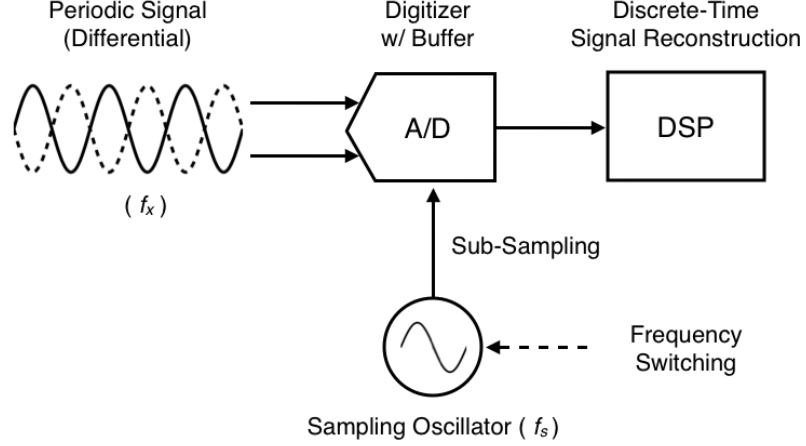 Periodic Signal
(Differential)
Digitizer
w/ Buffer
Discrete-Time
Signal Reconstruction
A/D
DSP
( fx )
Sub-Sampling
Frequency
Switching
Sampling Oscillator ( fs )